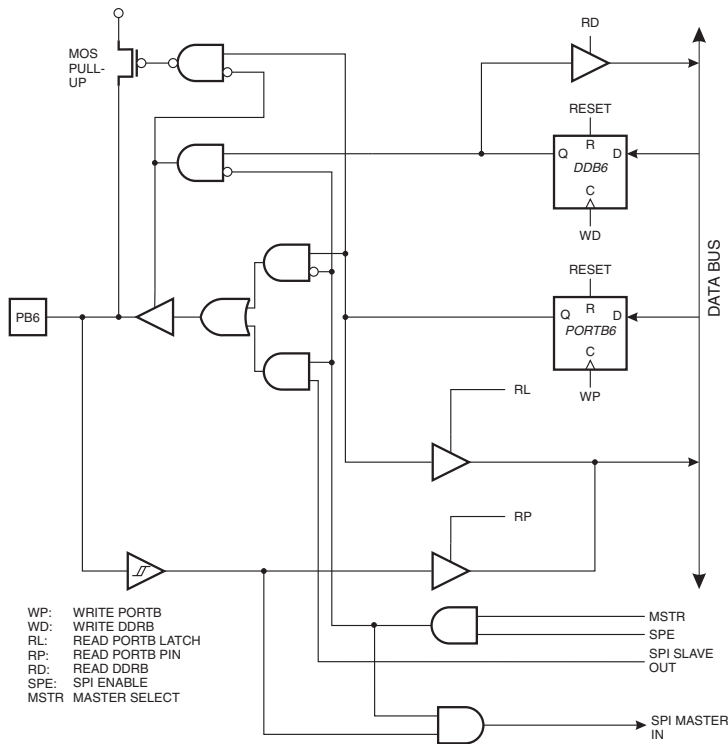 RD
MOS
PULL-
UP
RESET
R
Q
D
DDB6
C
WD
RESET
R
Q
D
PORTB6
C
WP
DATA BUS
PB6
RL
RP
MSTR
SPE
SPI SLAVE
OUT
SPI MASTER
IN
WP: WRITE PORTB
WD: WRITE DDRB
RL: READ PORTB LATCH
RP: READ PORTB PIN
RD: READ DDRB
SPE: SPI ENABLE
MSTR MASTER SELECT